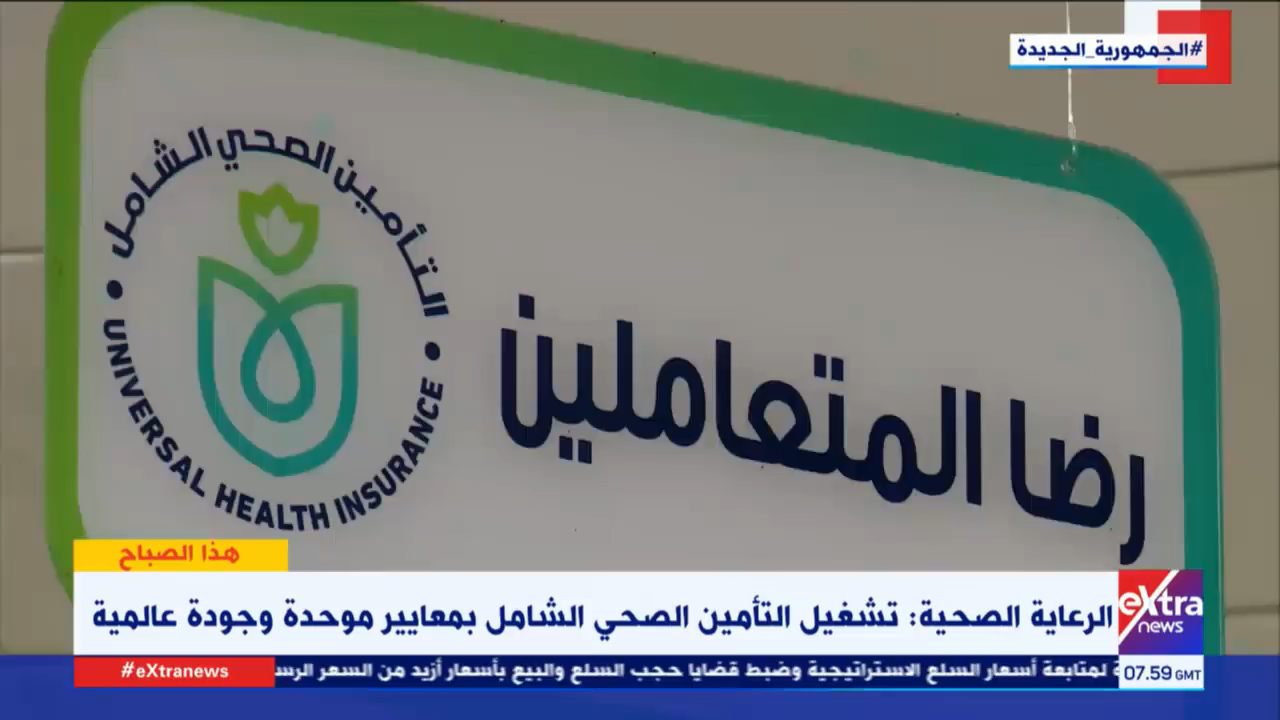 #الجمهورية_الجديدة
التأمين الصحي الشامل
UNIVERSAL HEALTH INSURANCE
رضا المتعاملين
هذا الصباح
الرعاية الصحية: تشغيل التأمين الصحي الشامل بمعايير موحدة وجودة عالمية
eXtra news
لمتابعة أسعار السلع الاستراتيجية وضبط قضايا حجب السلع والبيع بأسعار أزيد من السعر
#eXtranews
07.59 GMT